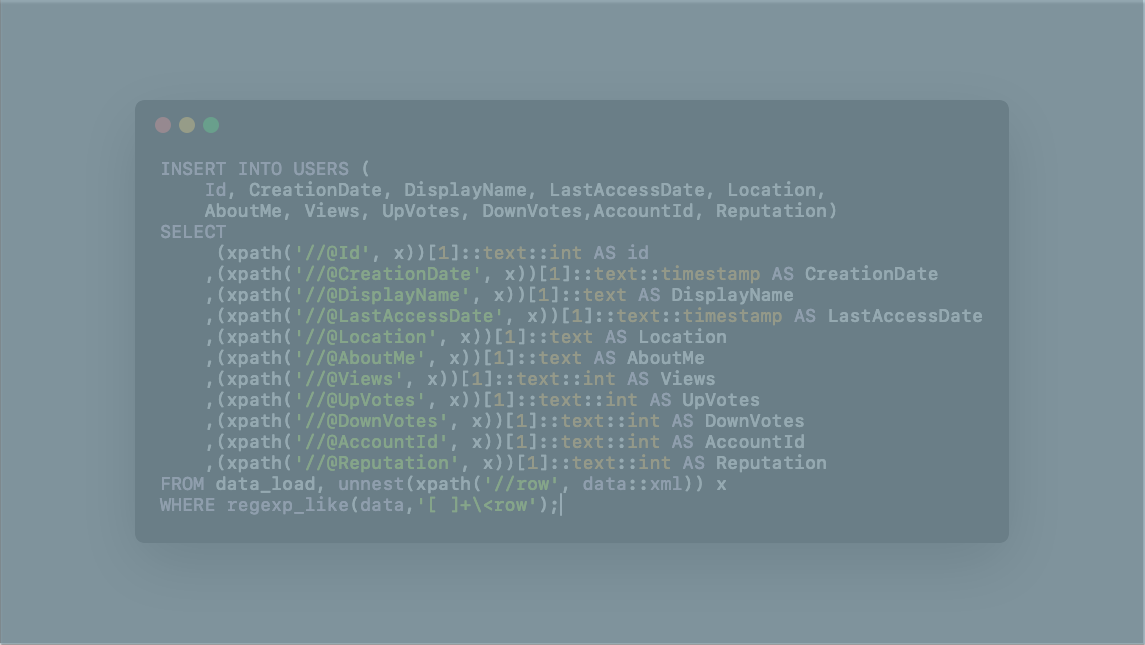 INSERT INTO USERS (
    Id, CreationDate, DisplayName, LastAccessDate, Location,
    AboutMe, Views, UpVotes, DownVotes,AccountId, Reputation)
SELECT
     (xpath('//@Id', x))[1]::text::int AS id
    ,(xpath('//@CreationDate', x))[1]::text::timestamp AS CreationDate
    ,(xpath('//@DisplayName', x))[1]::text AS DisplayName
    ,(xpath('//@LastAccessDate', x))[1]::text::timestamp AS LastAccessDate
    ,(xpath('//@Location', x))[1]::text AS Location
    ,(xpath('//@AboutMe', x))[1]::text AS AboutMe
    ,(xpath('//@Views', x))[1]::text::int AS Views
    ,(xpath('//@UpVotes', x))[1]::text::int AS UpVotes
    ,(xpath('//@DownVotes', x))[1]::text::int AS DownVotes
    ,(xpath('//@AccountId', x))[1]::text::int AS AccountId
    ,(xpath('//@Reputation', x))[1]::text::int AS Reputation
FROM data_load, unnest(xpath('//row', data::xml)) x
WHERE regexp_like(data,'[ ]+\<row');